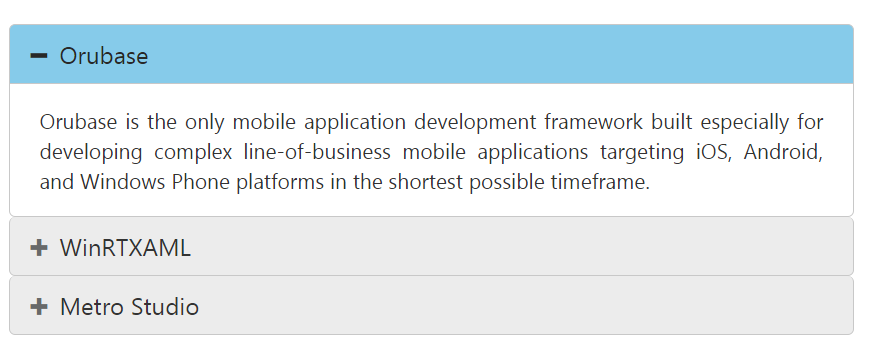 Orubase
Orubase is the only mobile application development framework built especially for
developing complex line-of-business mobile applications targeting iOS, Android,
and Windows Phone platforms in the shortest possible timeframe.
WinRTXAML
Metro Studio